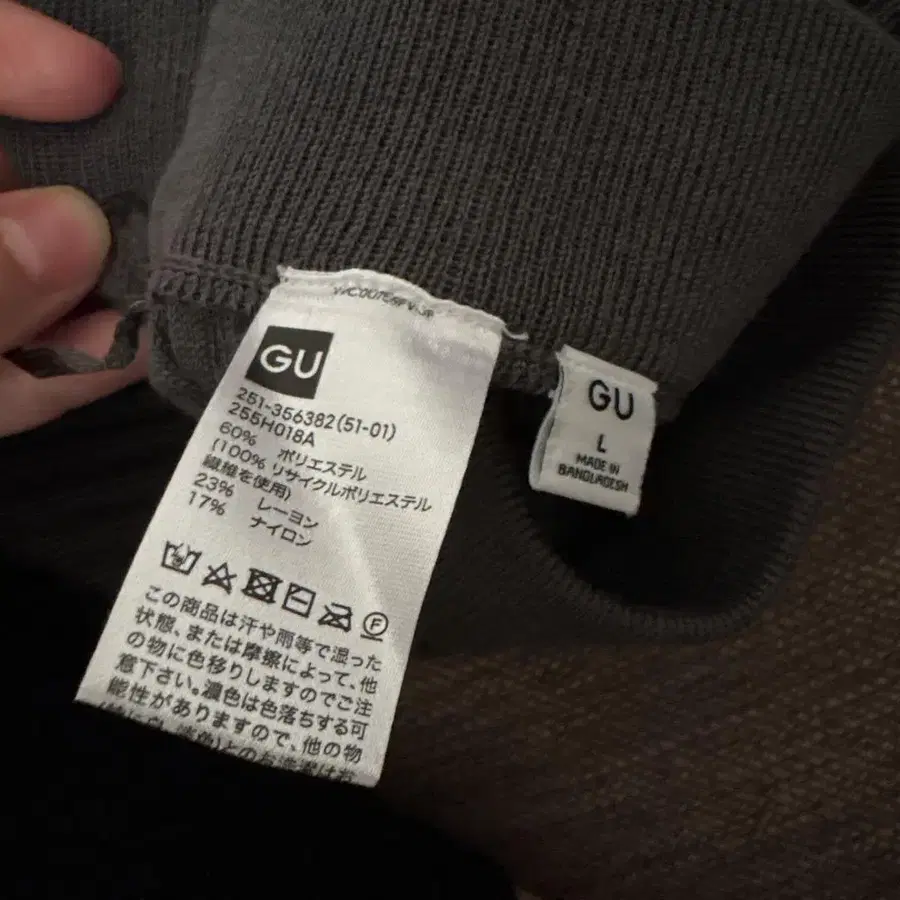 GU
251-356382(51-01)
255H018A
60% ポリエステル
(100% リサイクルポリエステル
繊維を使用)
23% レーヨン
17% ナイロン
この商品は汗や雨等で湿った
状態、または摩擦によって、他
の物に色移りしますのでご注
意下さい。濃色は色落ちする可
能性がありますので、他の物
GU
L
MADE IN
BANGLADESH